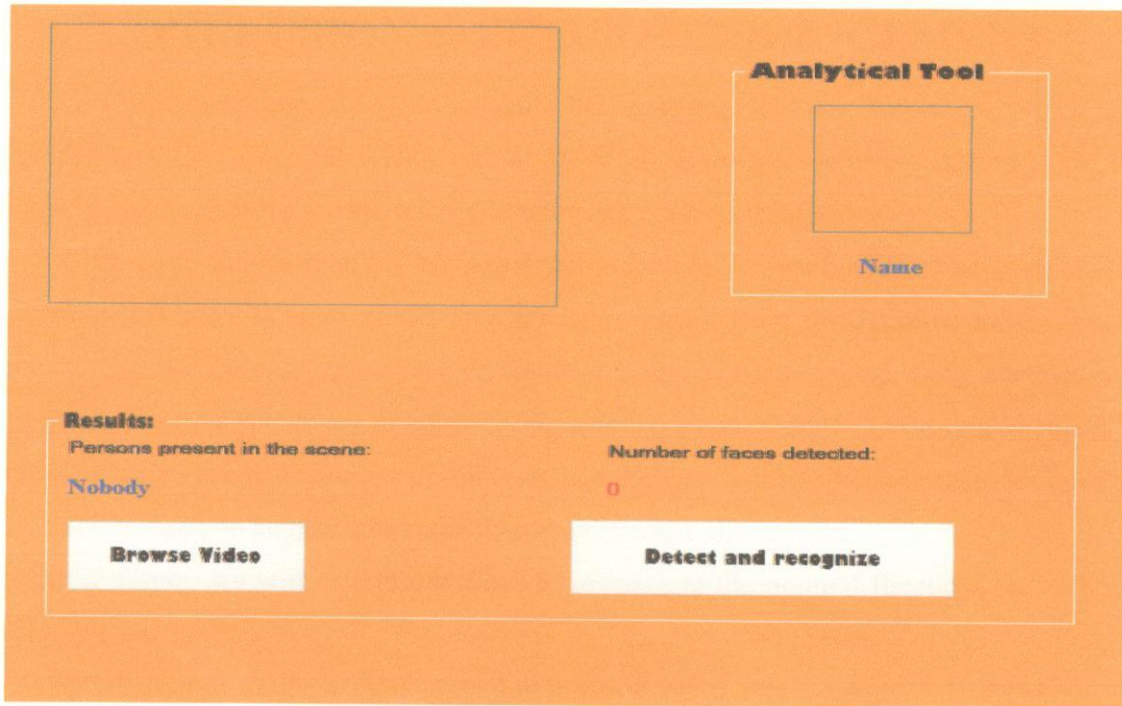 Analytical Tool
Name
Results:
Persons present in the scene:
Number of faces detected:
Nobody
0
Browse Video
Detect and recognize